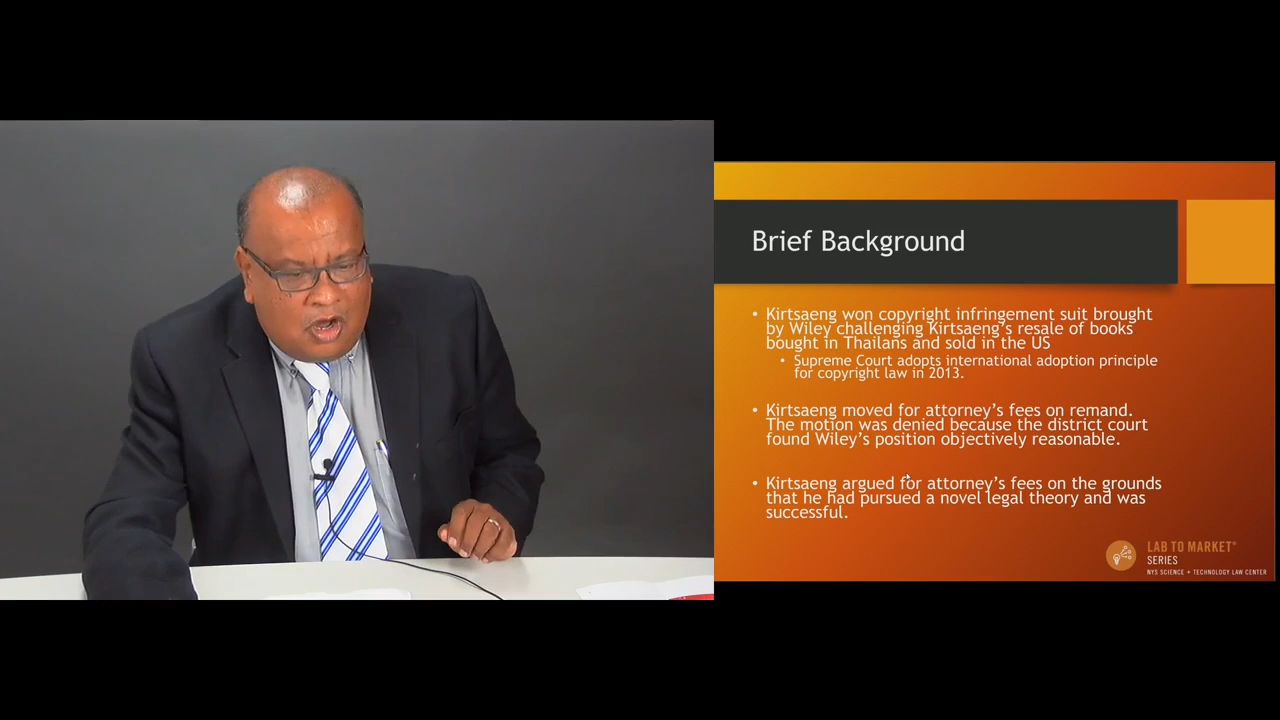 Brief Background
• Kirtsaeng won copyright infringement suit brought
by Wiley challenging Kirtsaeng's resale of books
bought in Thailans and sold in the US
• Supreme Court adopts international adoption principle
for copyright law in 2013.
• Kirtsaeng moved for attorney's fees on remand.
The motion was denied because the district court
found Wiley's position objectively reasonable.
• Kirtsaeng argued for attorney's fees on the grounds
that he had pursued a novel legal theory and was
successful.
LAB TO MARKET®
SERIES
NYS SCIENCE + TECHNOLOGY LAW CENTER